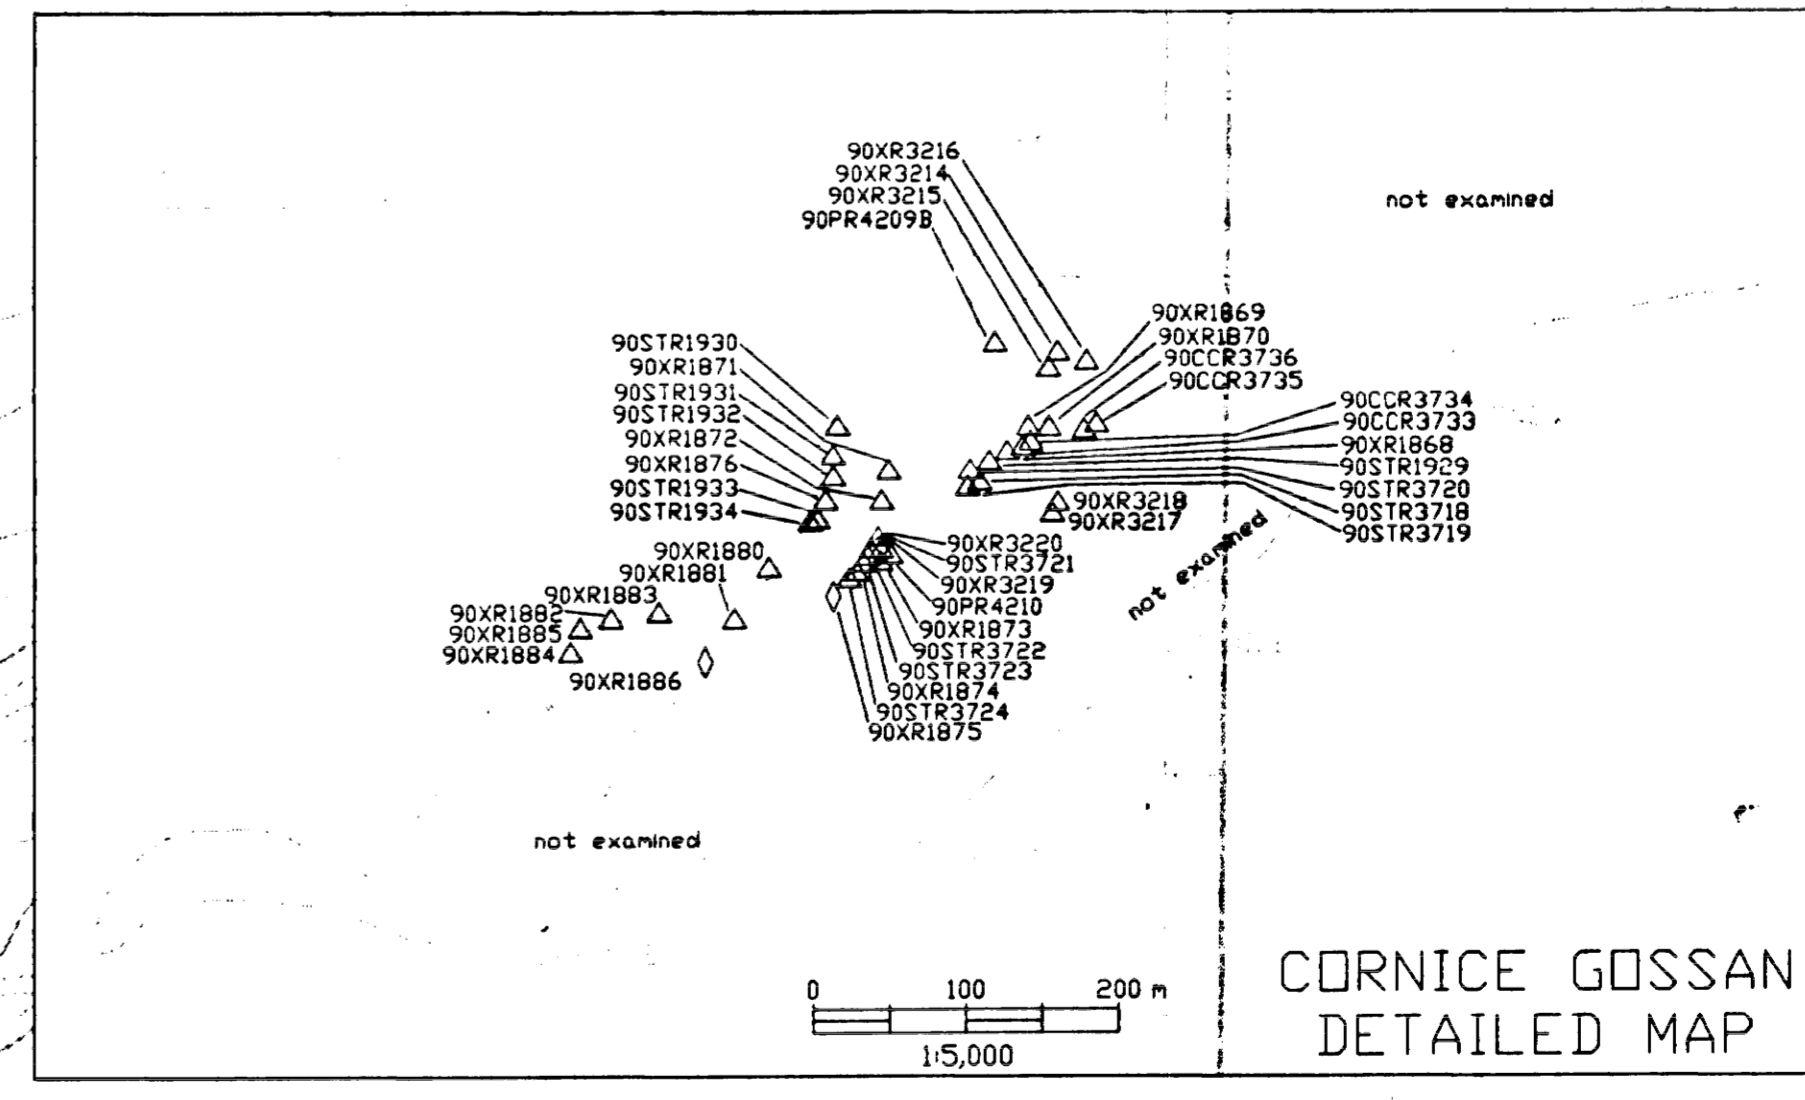 90XR3216
90XR3214
90XR3215
90PR4209B
not examined
90XR1869
90XR1870
90CCR3736
90CCR3735
90STR1930
90XR1871
90STR1931
90STR1932
90XR1872
90XR1876
90STR1933
90STR1934
90CCR3734
90CCR3733
90XR1868
90STR1929
90STR3720
90STR3718
90STR3719
90XR3218
90XR3217
not examined
90XR1880
90XR1881
90XR1883
90XR1882
90XR1885
90XR1884
90XR1886
90XR3220
90STR3721
90XR3219
90PR4210
90XR1873
90STR3722
90STR3723
90XR1874
90STR3724
90XR1875
not examined
0 100 200 m
1:5,000
CORNICE GOSSAN
DETAILED MAP